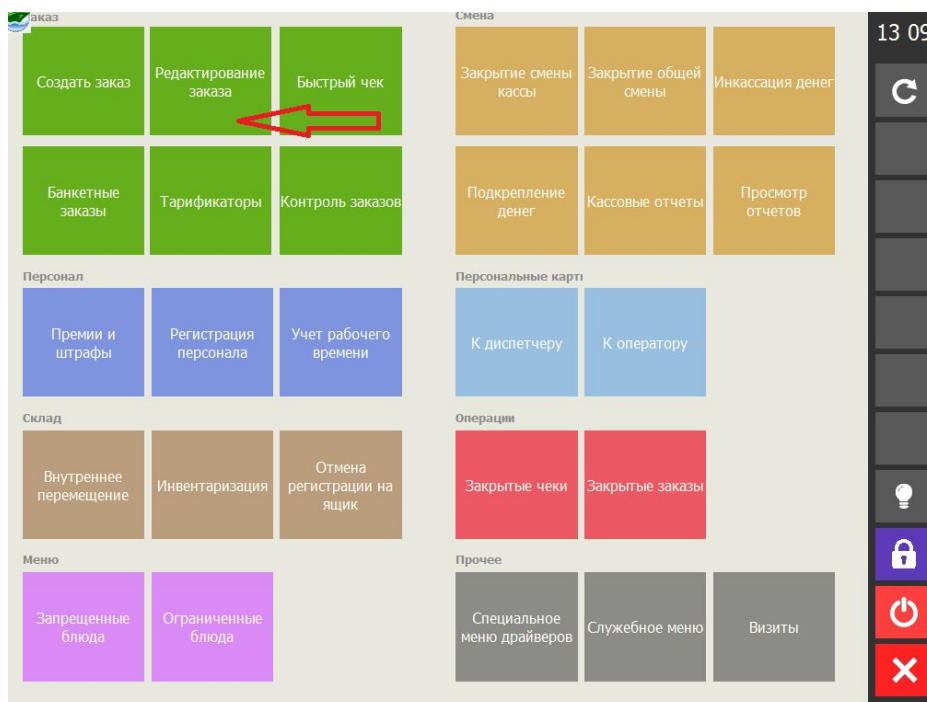 аказ
Создать заказ
Редактирование
заказа
Быстрый чек
Банкетные
заказы
Тарификаторы
Контроль заказов
Смена
Закрытие смены
кассы
Закрытие общей
смены
Инкассация денег
Подкрепление
денег
Кассовые отчеты
Просмотр
отчетов
Персонал
Премии и
штрафы
Регистрация
персонала
Учет рабочего
времени
Персональные карт
К диспетчеру
К оператору
Склад
Внутреннее
перемещение
Инвентаризация
Отмена
регистрации на
ящик
Операции
Закрытые чеки
Закрытые заказы
Меню
Запрещенные
блюда
Ограниченные
блюда
Прочее
Специальное
меню драйверов
Служебное меню
Визиты
13 09